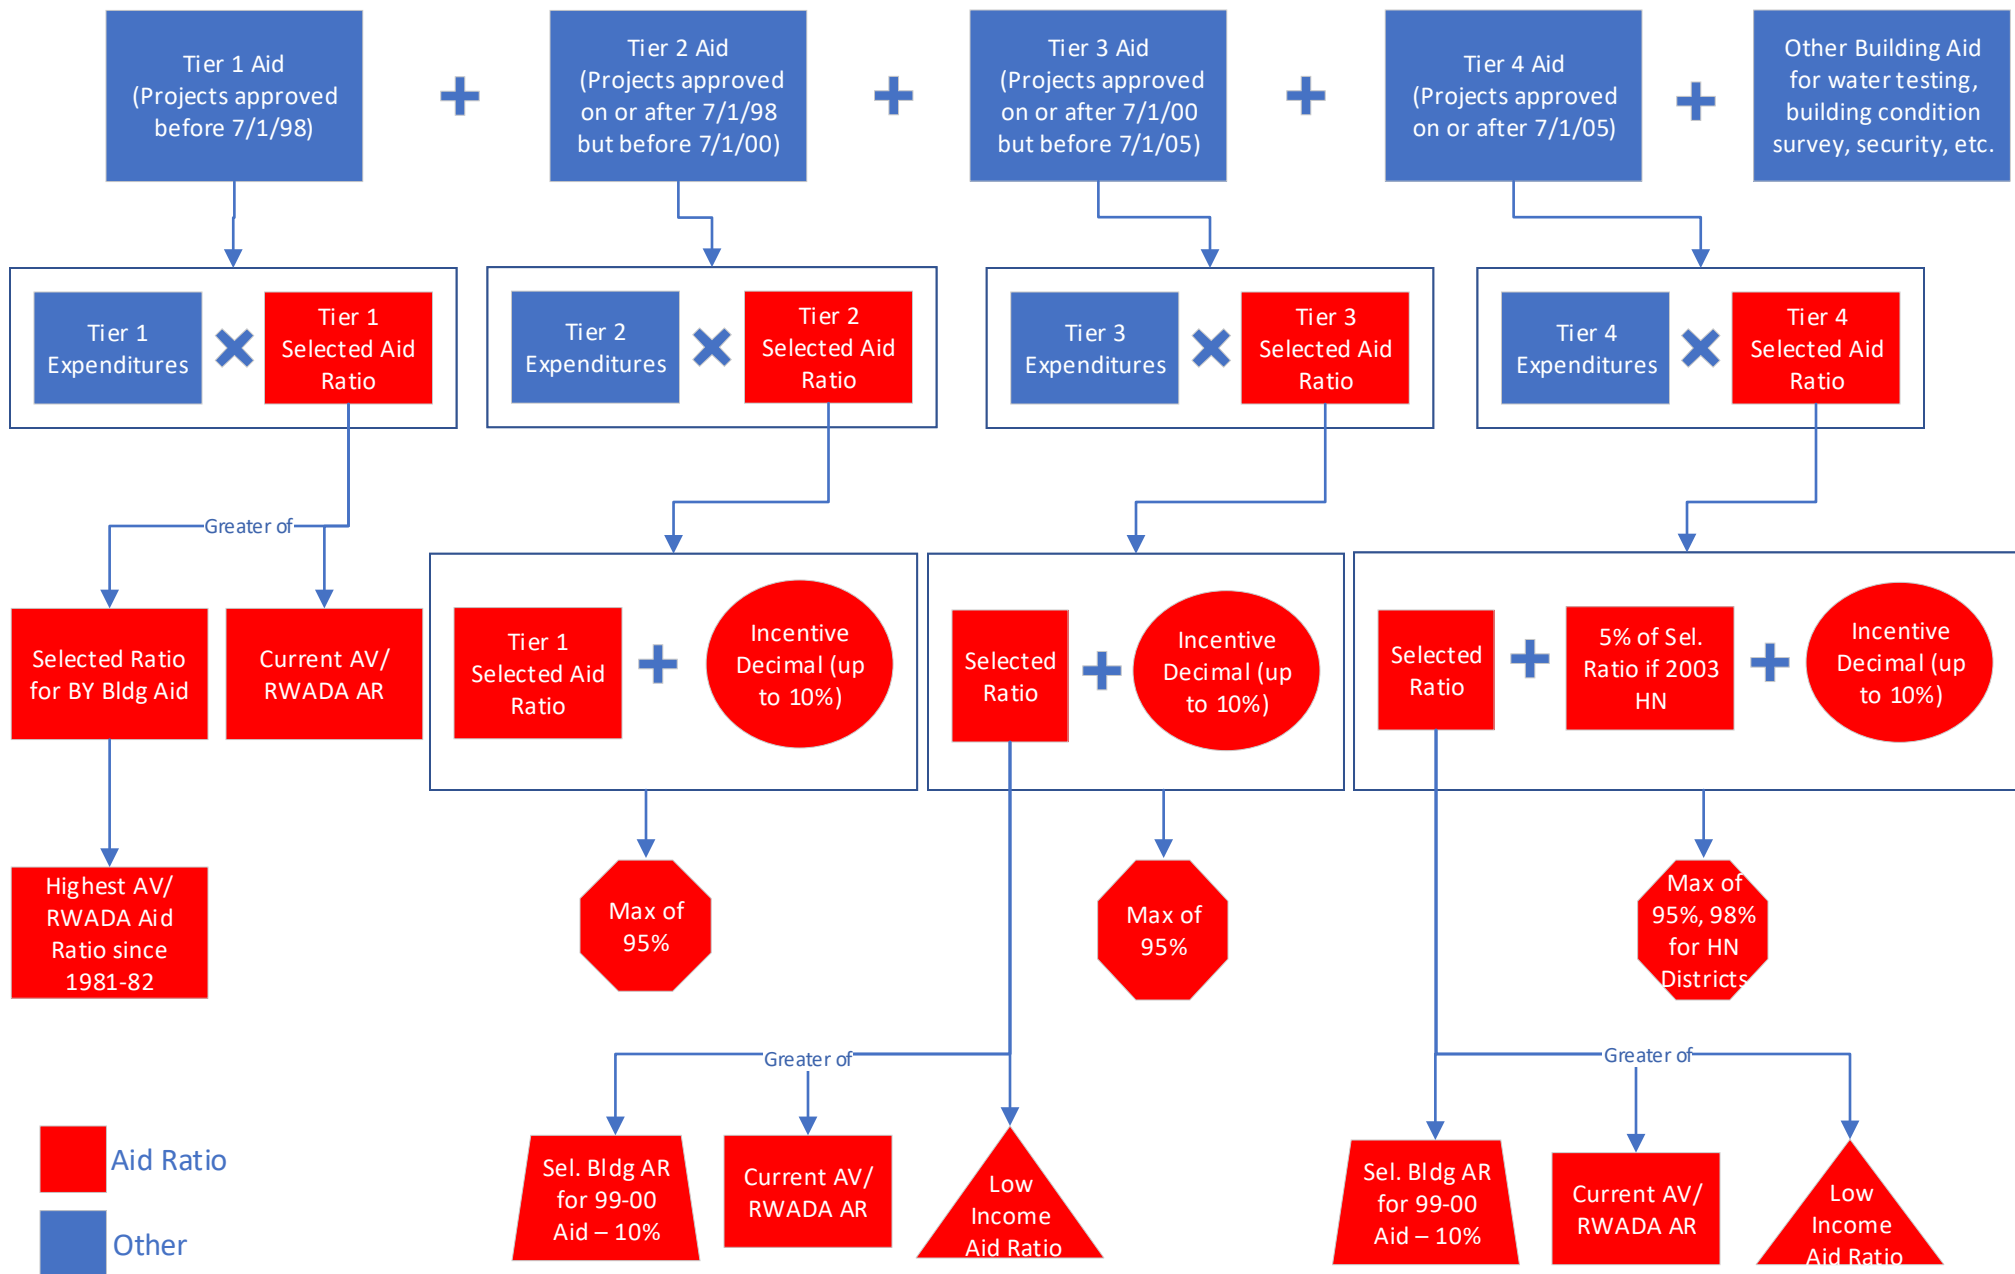 Tier 1 Aid
(Projects approved
before 7/1/98)
Tier 2 Aid
(Projects approved
on or after 7/1/98
but before 7/1/00)
Tier 3 Aid
(Projects approved
on or after 7/1/00
but before 7/1/05)
Tier 4 Aid
(Projects approved
on or after 7/1/05)
Other Building Aid
for water testing,
building condition
survey, security, etc.
Tier 1
Expenditures
Tier 1
Selected Aid
Ratio
Tier 2
Expenditures
Tier 2
Selected Aid
Ratio
Tier 3
Expenditures
Tier 3
Selected Aid
Ratio
Tier 4
Expenditures
Tier 4
Selected Aid
Ratio
Greater of
Selected Ratio
for BY Bldg Aid
Current AV/
RWADA AR
Tier 1
Selected Aid
Ratio
Incentive
Decimal (up
to 10%)
Selected
Ratio
Incentive
Decimal (up
to 10%)
Selected
Ratio
5% of Sel.
Ratio if 2003
HN
Incentive
Decimal (up
to 10%)
Highest AV/
RWADA Aid
Ratio since
1981-82
Max of
95%
Max of
95%
Max of
95%, 98%
for HN
Districts
Greater of
Greater of
Sel. Bldg AR
for 99-00
Aid – 10%
Current AV/
RWADA AR
Low
Income
Aid Ratio
Sel. Bldg AR
for 99-00
Aid – 10%
Current AV/
RWADA AR
Low
Income
Aid Ratio
Aid Ratio
Other